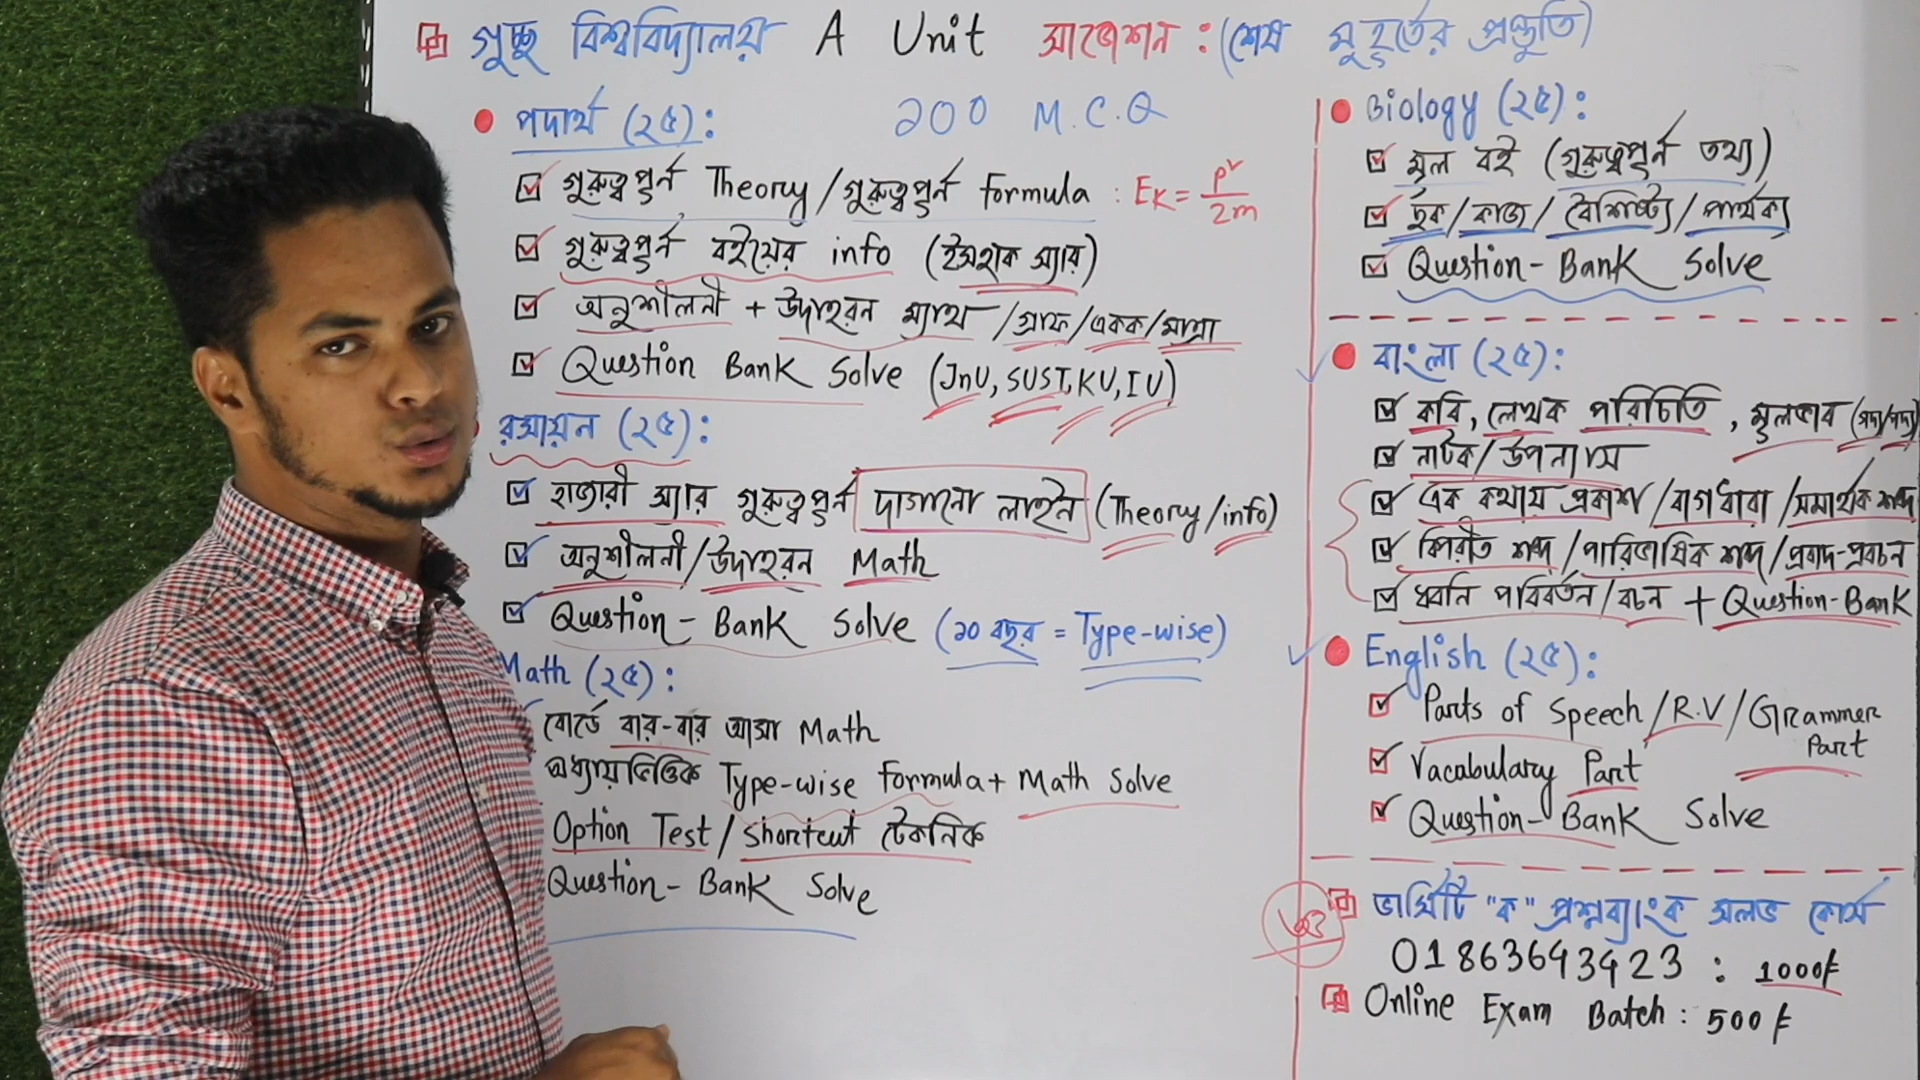 গুচ্ছ বিশ্ববিদ্যালয় A Unit সাজেশন : (শেষ মুহূর্তের প্রস্তুতি)
পদার্থ (২৫) :
200 M.C.Q
গুরুত্বপূর্ন Theory/গুরুত্বপূর্ন Formula : EK = p²/2m
গুরুত্বপূর্ন বইয়ের info (ইসহাক স্যার)
অনুশীলনী + উদাহরন ম্যাথ /গ্রাফ/একক/মাত্রা
Question Bank Solve (JnU, SUST, KU, IU)
রসায়ন (২৫) :
হাজারী স্যার গুরুত্বপূর্ন দাগানো লাইন (Theory/info)
অনুশীলনী/উদাহরন Math
Question - Bank Solve (২০ বছর = Type-wise)
Math (২৫) :
বোর্ডে বার-বার আসা Math
অধ্যায়ভিত্তিক Type-wise Formula + Math Solve
Option Test/Shortcut টেকনিক
Question - Bank Solve
Biology (২৫) :
মূল বই (গুরুত্বপূর্ন তথ্য)
ছক/কাজ/বৈশিষ্ট্য/পার্থক্য
Question - Bank Solve
বাংলা (২৫) :
কবি, লেখক পরিচিতি, মূলভাব (গদ্য/পদ্য)
নাটক/উপন্যাস
এক কথায় প্রকাশ/বাগধারা/সমার্থক শব্দ
বিপরীত শব্দ/পারিভাষিক শব্দ/প্রবাদ-প্রবচন
ধ্বনি পরিবর্তন/বচন + Question-Bank
English (২৫) :
Parts of Speech/R.V/Grammer Part
Vacabulary Part
Question - Bank Solve
ভার্সিটি "ক" প্রশ্নব্যাংক সলভ কোর্স
01863643423 : 1000৳
Online Exam Batch : 500৳